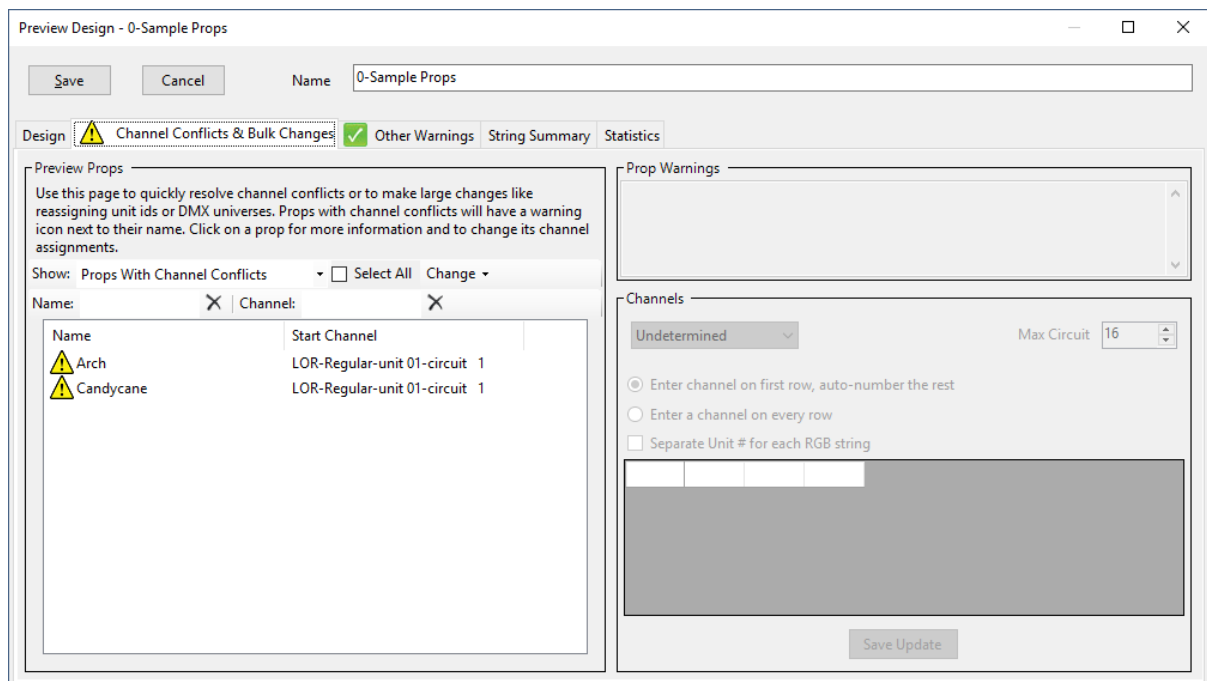 Preview Design - 0-Sample Props
Save Cancel Name 0-Sample Props
Design Channel Conflicts & Bulk Changes Other Warnings String Summary Statistics
Preview Props
Use this page to quickly resolve channel conflicts or to make large changes like
reassigning unit ids or DMX universes. Props with channel conflicts will have a warning
icon next to their name. Click on a prop for more information and to change its channel
assignments.
Show: Props With Channel Conflicts Select All Change
Name: Channel:
Name Start Channel
Arch LOR-Regular-unit 01-circuit 1
Candycane LOR-Regular-unit 01-circuit 1
Prop Warnings
Channels
Undetermined Max Circuit 16
Enter channel on first row, auto-number the rest
Enter a channel on every row
Separate Unit # for each RGB string
Save Update